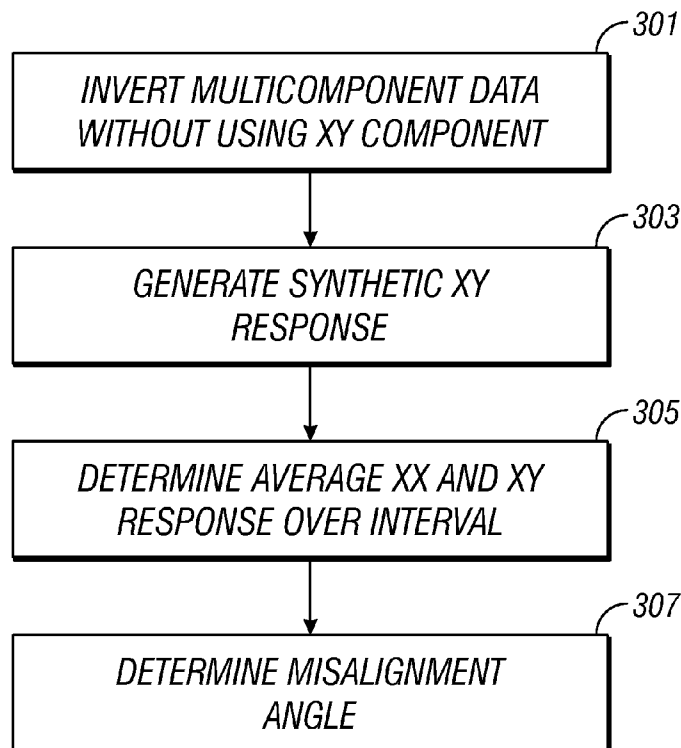 301
INVERT MULTICOMPONENT DATA
WITHOUT USING XY COMPONENT
303
GENERATE SYNTHETIC XY
RESPONSE
305
DETERMINE AVERAGE XX AND XY
RESPONSE OVER INTERVAL
307
DETERMINE MISALIGNMENT
ANGLE